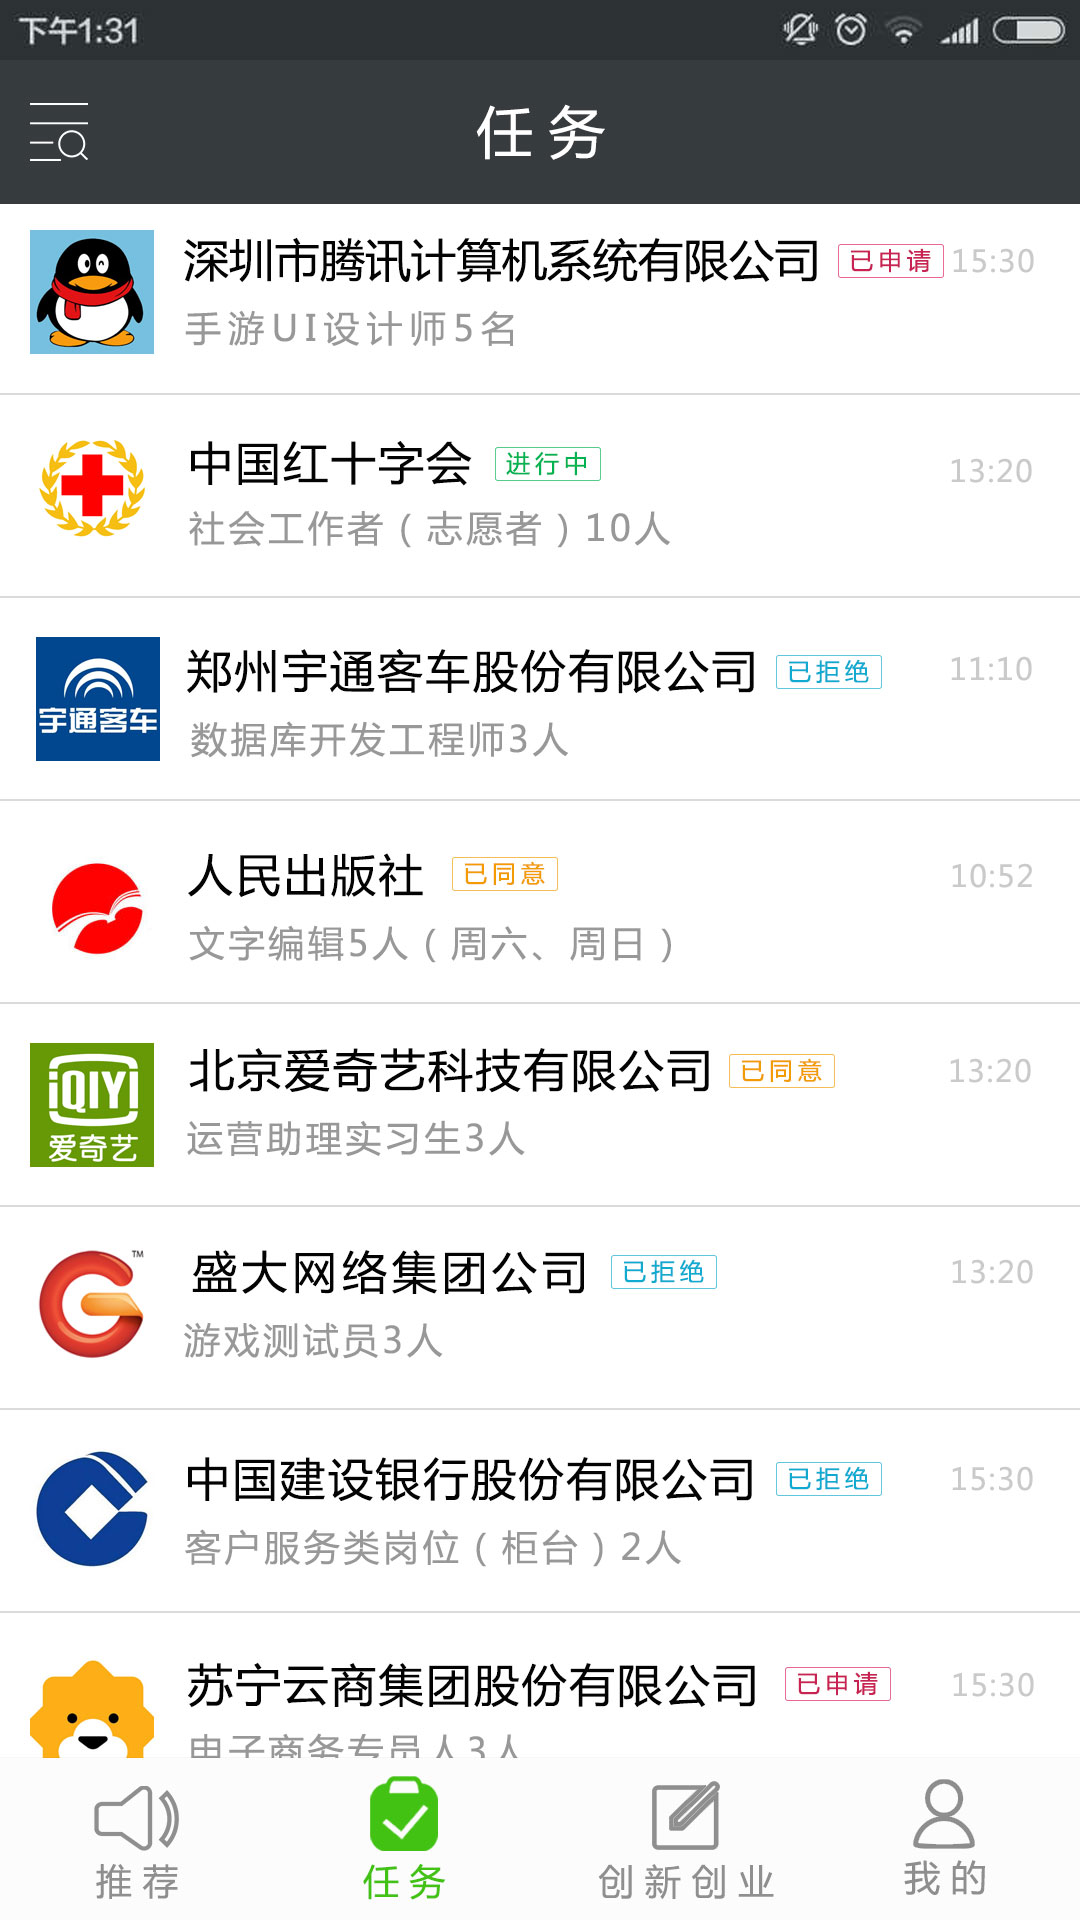 下午1:31
任务
深圳市腾讯计算机系统有限公司 已申请 15:30
手游UI设计师5名
中国红十字会 进行中 13:20
社会工作者（志愿者）10人
郑州宇通客车股份有限公司 已拒绝 11:10
宇通客车
数据库开发工程师3人
人民出版社 已同意 10:52
文字编辑5人（周六、周日）
北京爱奇艺科技有限公司 已同意 13:20
iQIYI
爱奇艺
运营助理实习生3人
盛大网络集团公司 已拒绝 13:20
TM
游戏测试员3人
中国建设银行股份有限公司 已拒绝 15:30
客户服务类岗位（柜台）2人
苏宁云商集团股份有限公司 已申请 15:30
电子商务专员人3人
推荐 任务 创新创业 我的